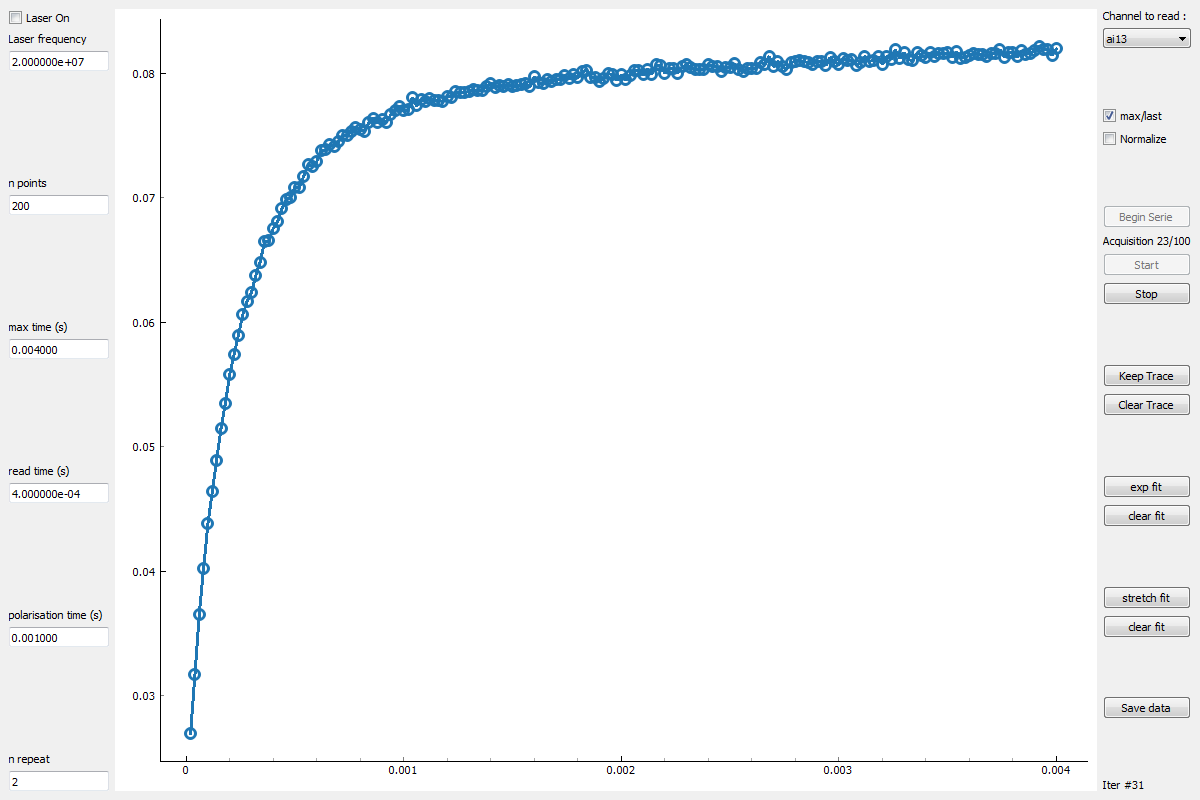 Laser On
Laser frequency
2.000000e+07
n points
200
max time (s)
0.004000
read time (s)
4.000000e-04
polarisation time (s)
0.001000
n repeat
2
0.08
0.07
0.06
0.05
0.04
0.03
0
0.001
0.002
0.003
0.004
Channel to read :
ai13
max/last
Normalize
Begin Serie
Acquisition 23/100
Start
Stop
Keep Trace
Clear Trace
exp fit
clear fit
stretch fit
clear fit
Save data
Iter #31